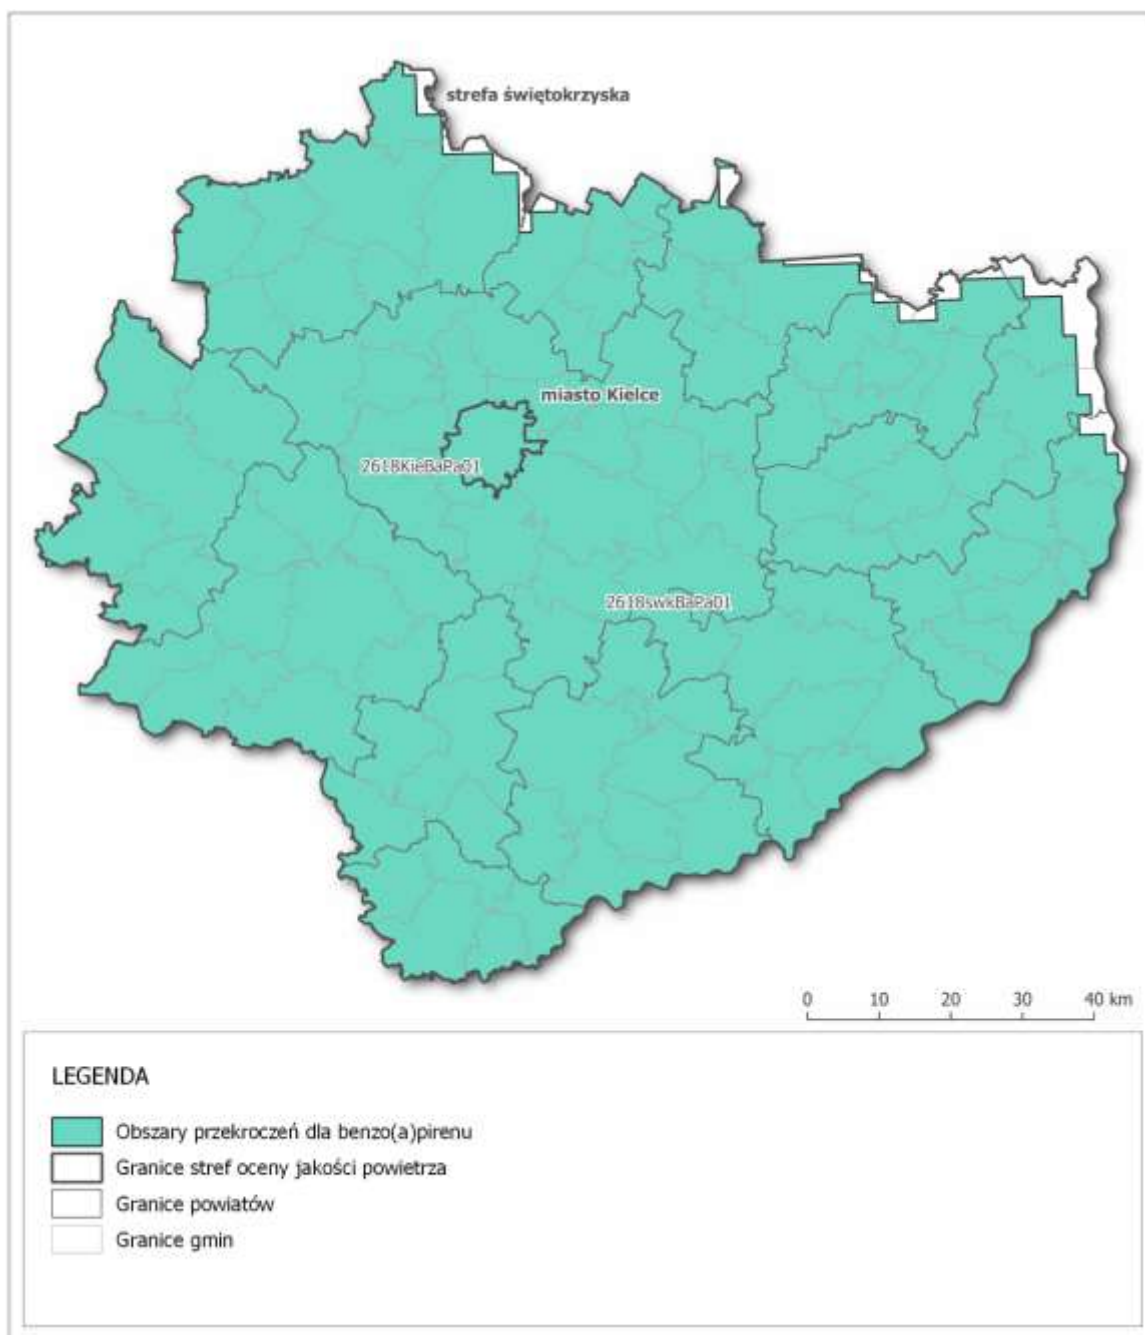 strefa świętokrzyska
miasto Kielce
2618KieBaPa01
2618swkBaPa01
0 10 20 30 40 km
LEGENDA
Obszary przekroczeń dla benzo(a)pirenu
Granice stref oceny jakości powietrza
Granice powiatów
Granice gmin